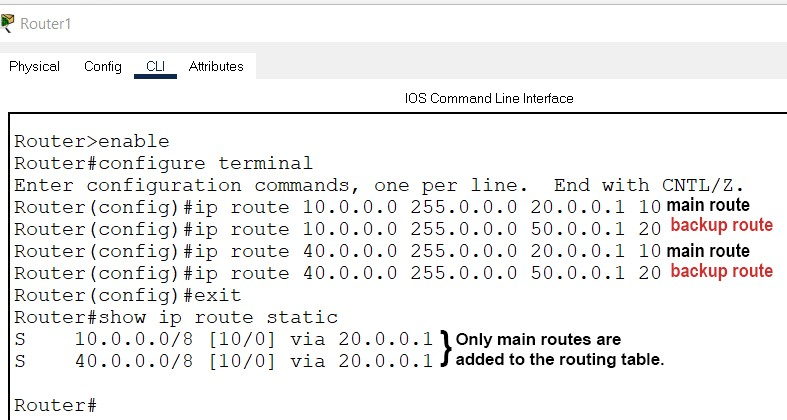 Router1
Physical Config CLI Attributes
IOS Command Line Interface
Router>enable
Router#configure terminal
Enter configuration commands, one per line.  End with CNTL/Z.
Router(config)#ip route 10.0.0.0 255.0.0.0 20.0.0.1 10 main route
Router(config)#ip route 10.0.0.0 255.0.0.0 50.0.0.1 20 backup route
Router(config)#ip route 40.0.0.0 255.0.0.0 20.0.0.1 10 main route
Router(config)#ip route 40.0.0.0 255.0.0.0 50.0.0.1 20 backup route
Router(config)#exit
Router#show ip route static
S    10.0.0.0/8 [10/0] via 20.0.0.1 } Only main routes are
S    40.0.0.0/8 [10/0] via 20.0.0.1 added to the routing table.
Router#